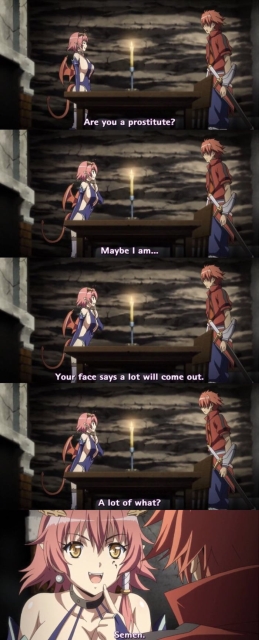 Are you a prostitute?
Maybe I am...
Your face says a lot will come out.
A lot of what?
Semen.